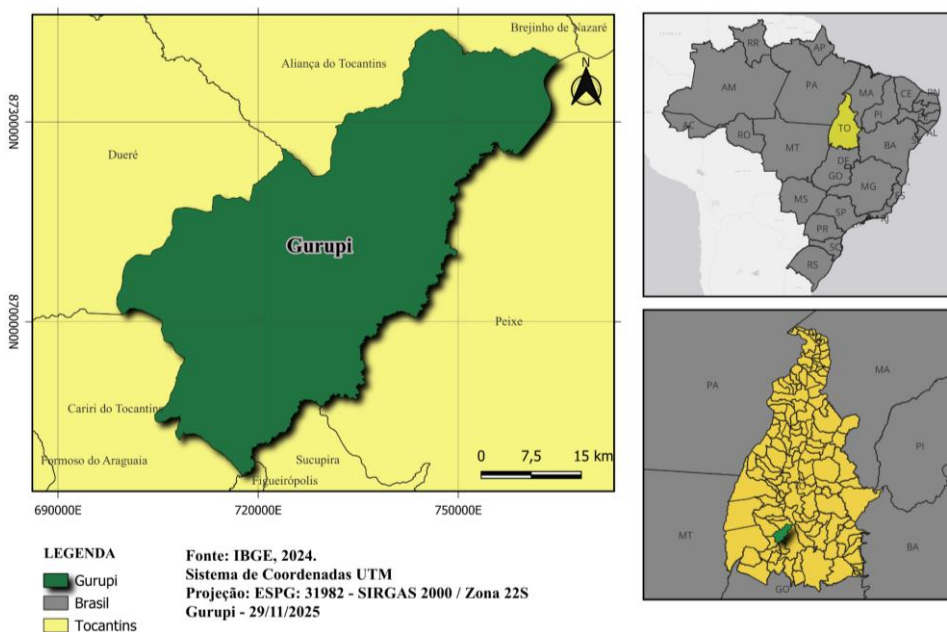 Brejinho de Nazaré
Aliança do Tocantins
N
Dueré
Gurupi
Peixe
Cariri do Tocantins
Formoso do Araguaia
Sucupira
Figueirópolis
0 7,5 15 km
8730000N
8700000N
690000E 720000E 750000E
RR
AP
AM
PA
MA
CE
RN
PI
AC
TO
AL
RO
SE
MT
BA
DF
GO
MG
ES
MS
SP
RJ
PR
SC
RS
PA
MA
PI
MT
BA
GO
LEGENDA
Gurupi
Brasil
Tocantins
Fonte: IBGE, 2024.
Sistema de Coordenadas UTM
Projeção: ESPG: 31982 - SIRGAS 2000 / Zona 22S
Gurupi - 29/11/2025